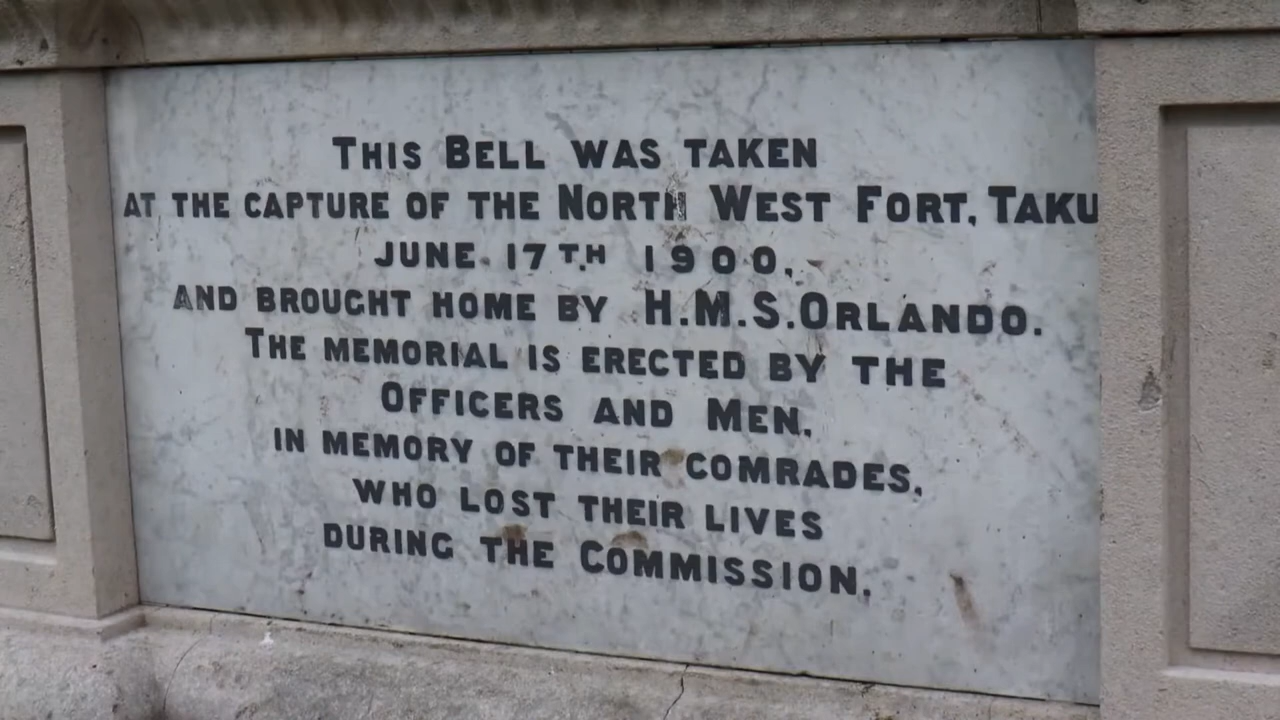 THIS BELL WAS TAKEN
AT THE CAPTURE OF THE NORTH WEST FORT, TAKU
JUNE 17TH 1900,
AND BROUGHT HOME BY H.M.S. ORLANDO.
THE MEMORIAL IS ERECTED BY THE
OFFICERS AND MEN,
IN MEMORY OF THEIR COMRADES,
WHO LOST THEIR LIVES
DURING THE COMMISSION.